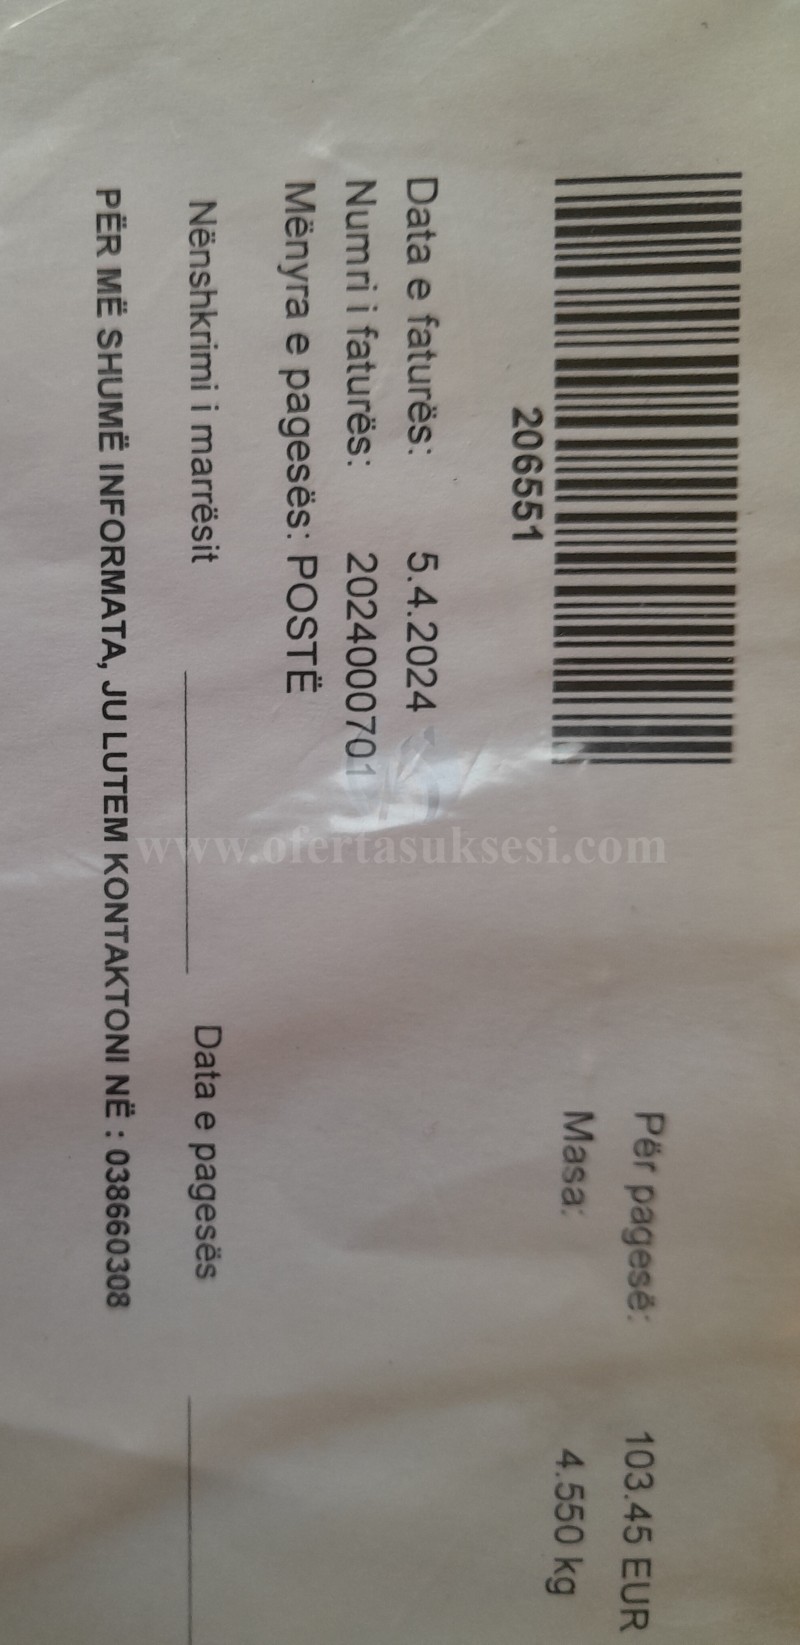 Për pagesë: 103.45 EUR
Masa: 4.550 kg
206551
Data e faturës: 5.4.2024
Numri i faturës: 2024000701
Mënyra e pagesës: POSTË
Nënshkrimi i marrësit Data e pagesës
PËR MË SHUMË INFORMATA, JU LUTEM KONTAKTONI NË : 038660308
www.ofertasuksesi.com